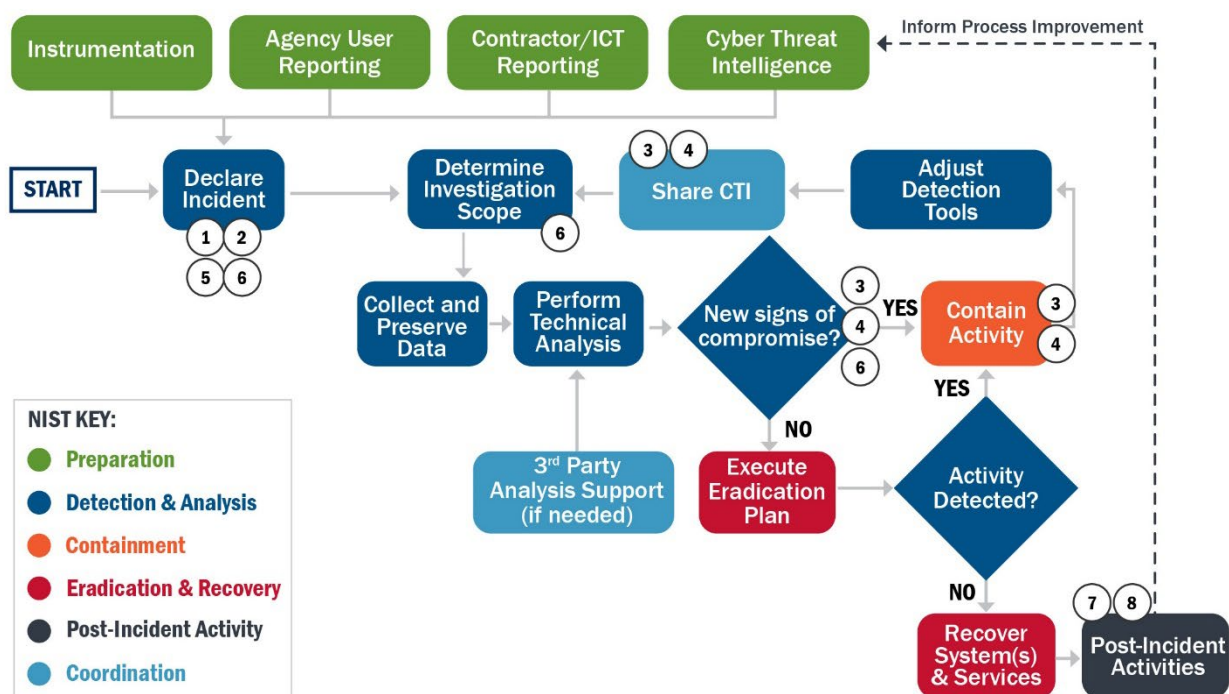 Inform Process Improvement
Instrumentation
Agency User
Reporting
Contractor/ICT
Reporting
Cyber Threat
Intelligence
START
Declare
Incident
1 2
5 6
Determine
Investigation
Scope
6
3 4
Share CTI
Adjust
Detection
Tools
Collect and
Preserve
Data
Perform
Technical
Analysis
New signs of
compromise?
3
4
6
YES
Contain
Activity
3
4
YES
NO
3rd Party
Analysis Support
(if needed)
Execute
Eradication
Plan
Activity
Detected?
NO
Recover
System(s)
& Services
7 8
Post-Incident
Activities
NIST KEY:
Preparation
Detection & Analysis
Containment
Eradication & Recovery
Post-Incident Activity
Coordination